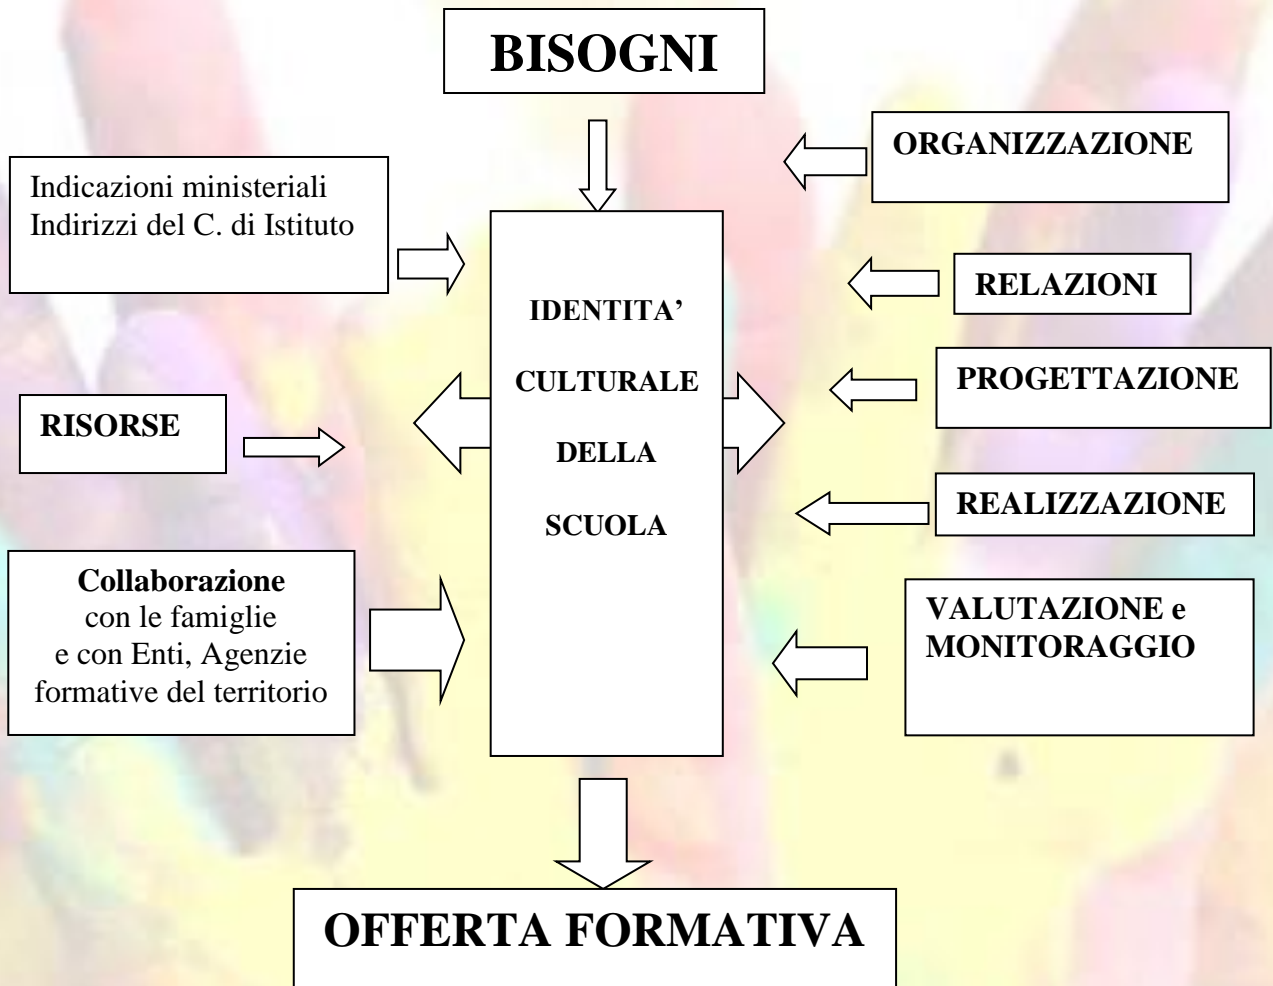 BISOGNI
ORGANIZZAZIONE
Indicazioni ministeriali
Indirizzi del C. di Istituto
RELAZIONI
IDENTITA’
CULTURALE
DELLA
SCUOLA
PROGETTAZIONE
RISORSE
REALIZZAZIONE
Collaborazione
con le famiglie
e con Enti, Agenzie
formative del territorio
VALUTAZIONE e
MONITORAGGIO
OFFERTA FORMATIVA